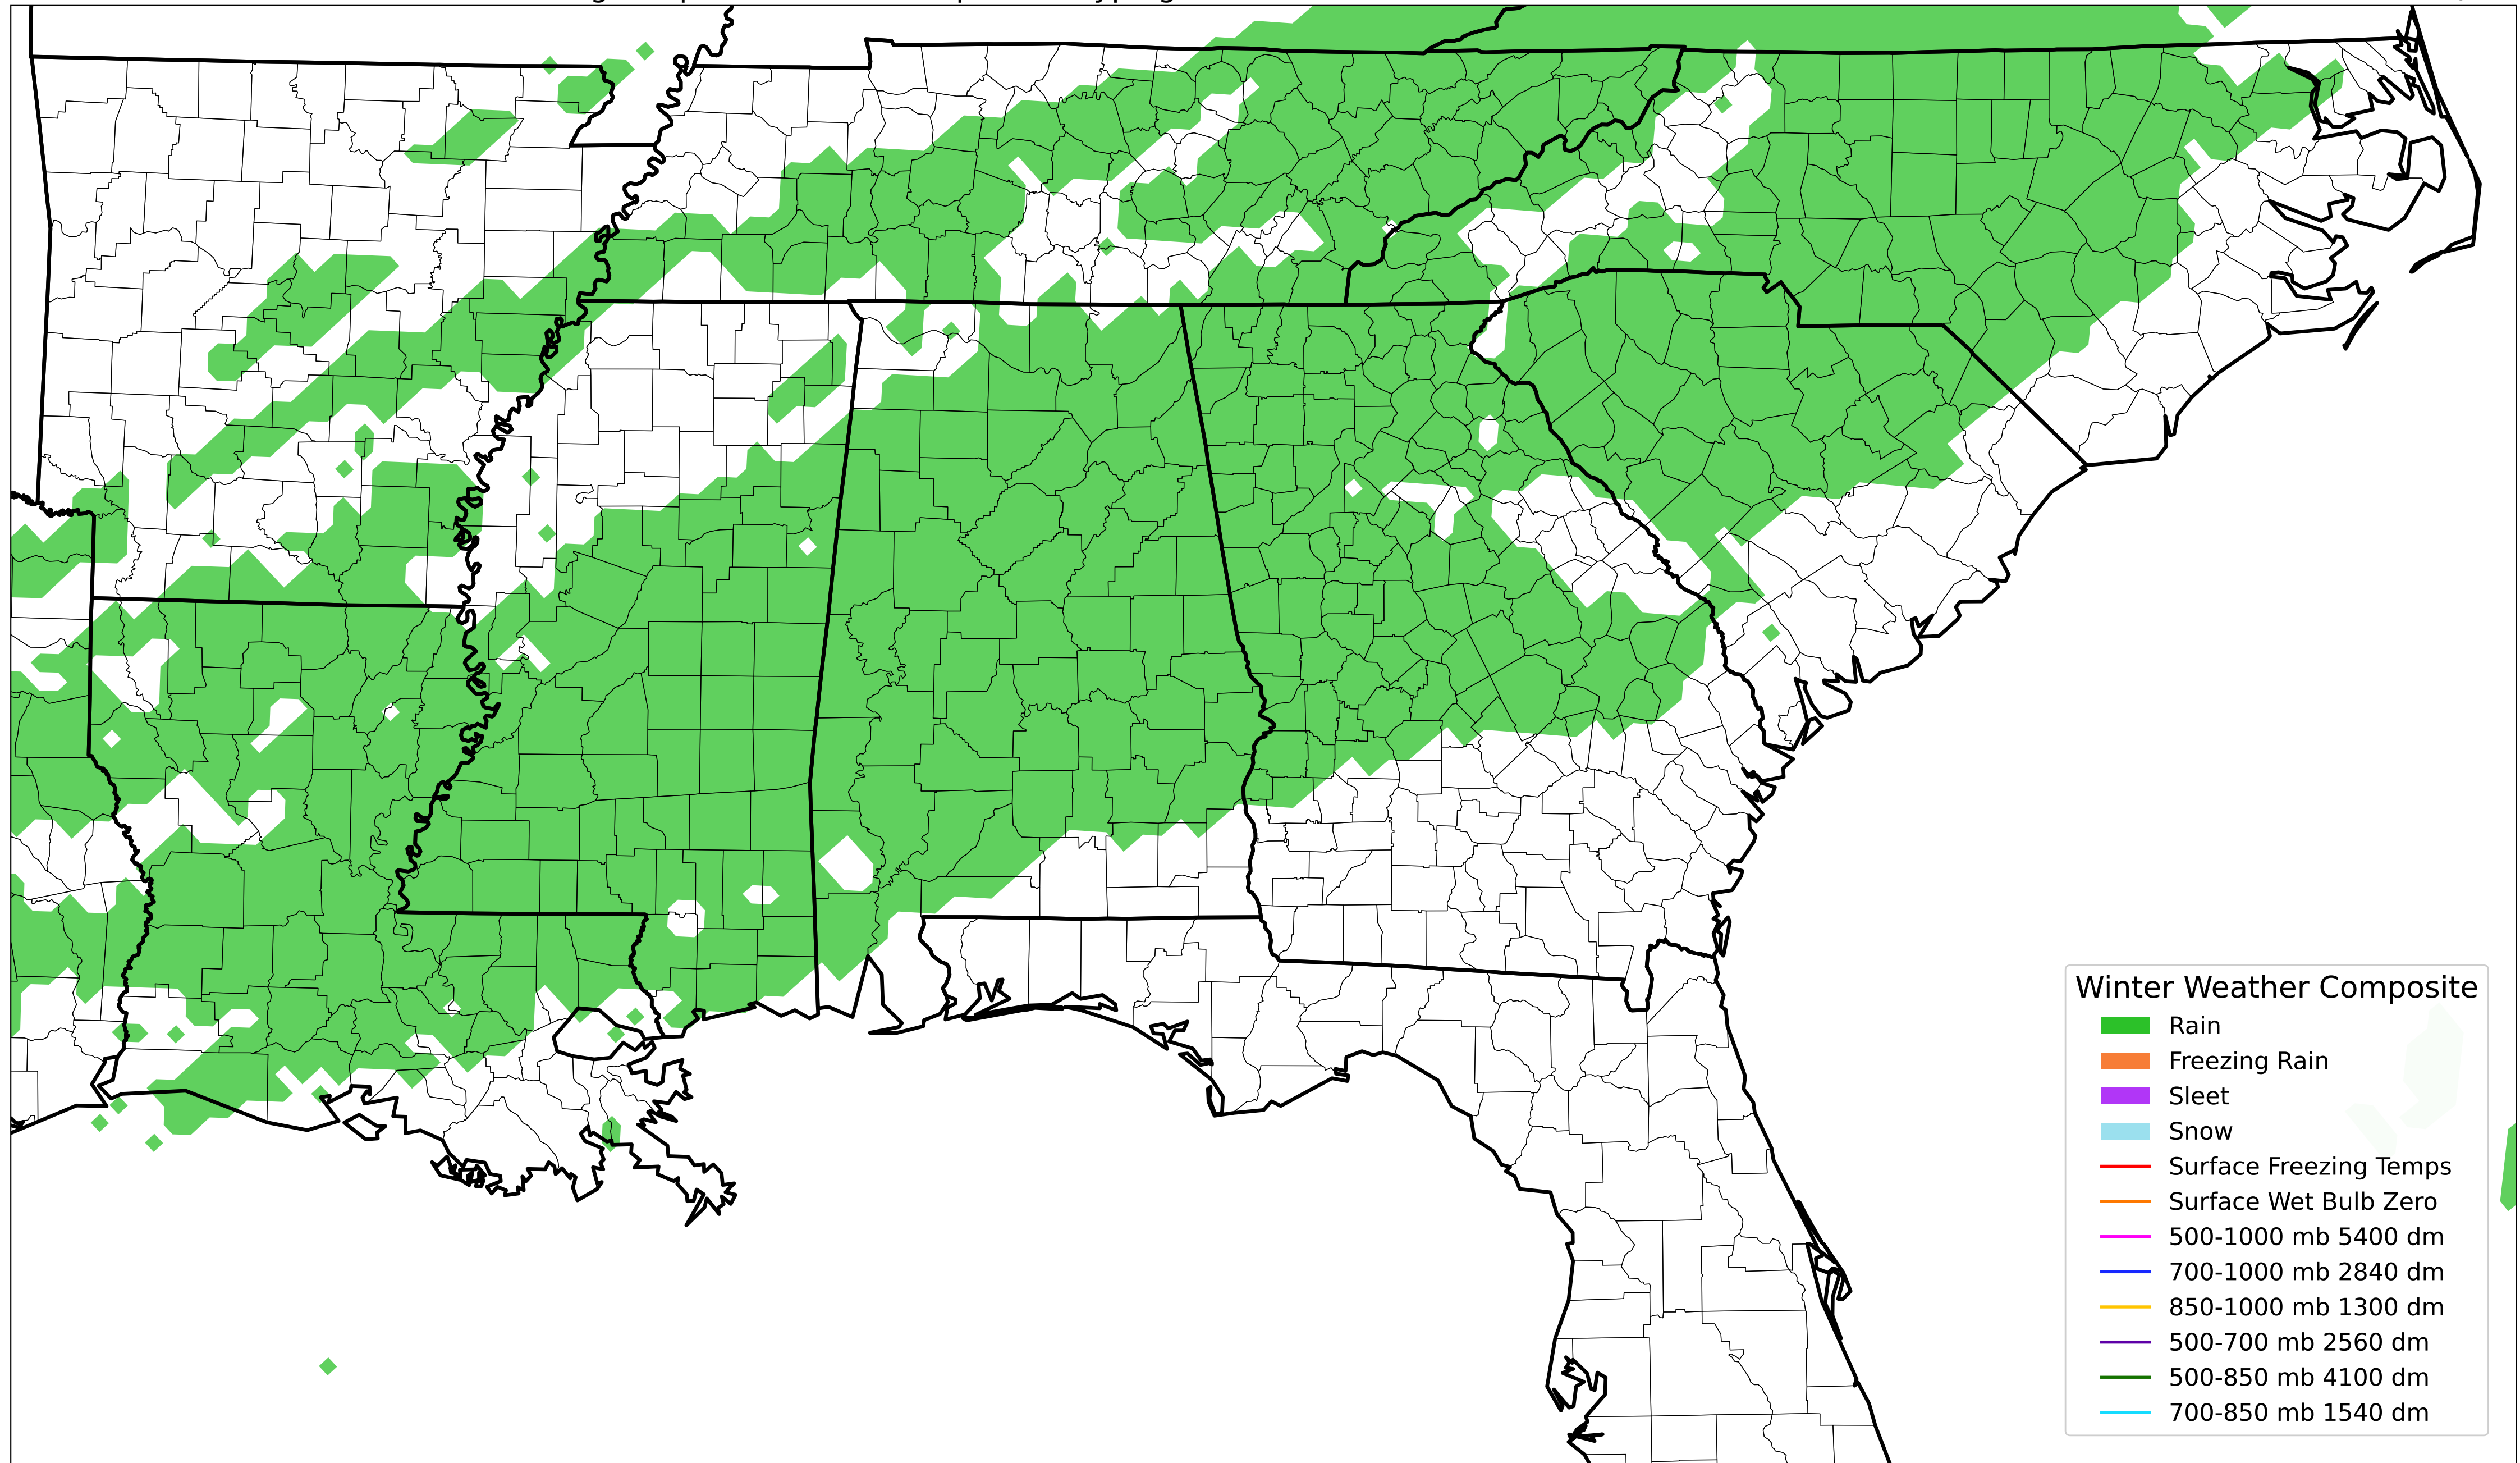 Winter Weather Composite
Rain
Freezing Rain
Sleet
Snow
Surface Freezing Temps
Surface Wet Bulb Zero
500-1000 mb 5400 dm
700-1000 mb 2840 dm
850-1000 mb 1300 dm
500-700 mb 2560 dm
500-850 mb 4100 dm
700-850 mb 1540 dm